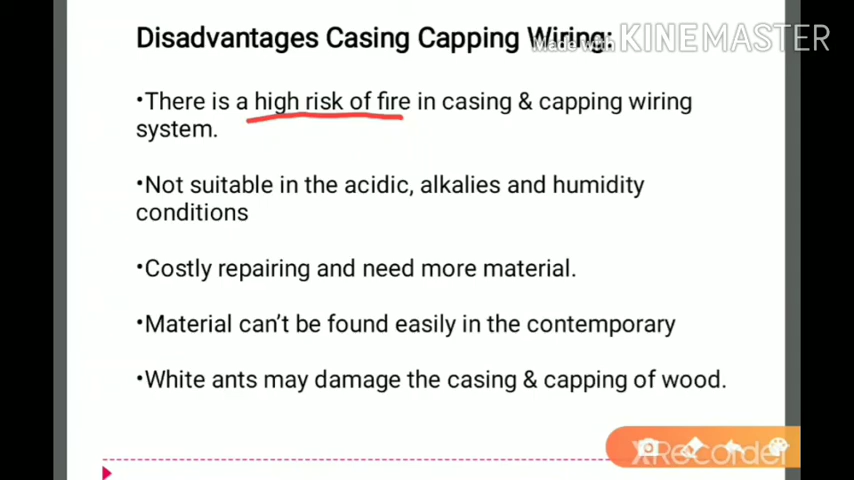 Disadvantages Casing Capping Wiring:
Made with KINEMASTER
•There is a high risk of fire in casing & capping wiring
system.
•Not suitable in the acidic, alkalies and humidity
conditions
•Costly repairing and need more material.
•Material can't be found easily in the contemporary
•White ants may damage the casing & capping of wood.
XRecorder